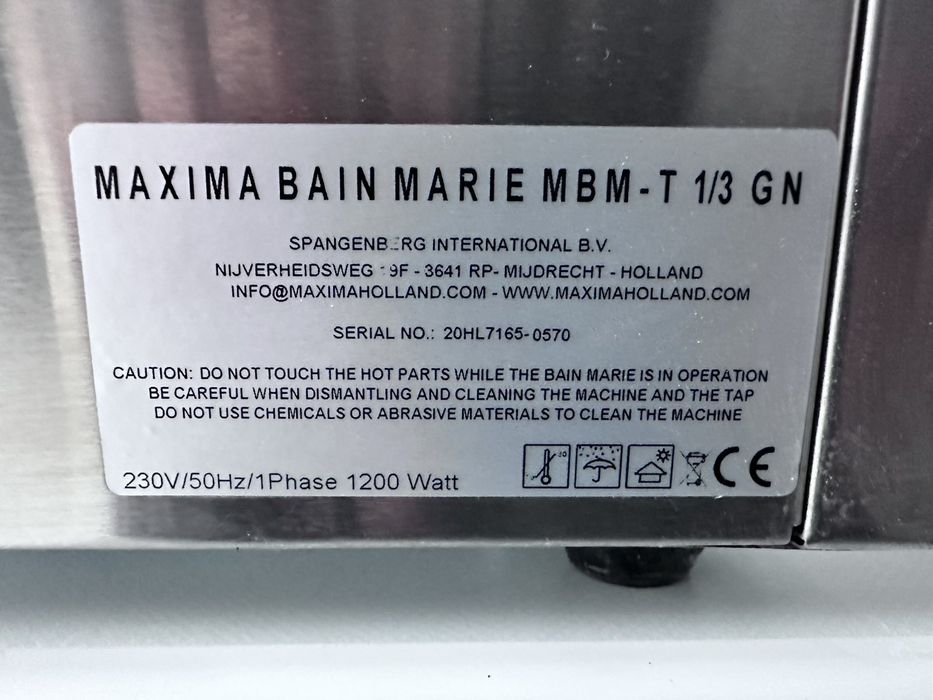 MAXIMA BAIN MARIE MBM-T 1/3 GN
SPANGENBERG INTERNATIONAL B.V.
NIJVERHEIDSWEG 19F - 3641 RP- MIJDRECHT - HOLLAND
INFO@MAXIMAHOLLAND.COM - WWW.MAXIMAHOLLAND.COM
SERIAL NO.: 20HL7165-0570
CAUTION: DO NOT TOUCH THE HOT PARTS WHILE THE BAIN MARIE IS IN OPERATION
BE CAREFUL WHEN DISMANTLING AND CLEANING THE MACHINE AND THE TAP
DO NOT USE CHEMICALS OR ABRASIVE MATERIALS TO CLEAN THE MACHINE
230V/50Hz/1Phase 1200 Watt CE